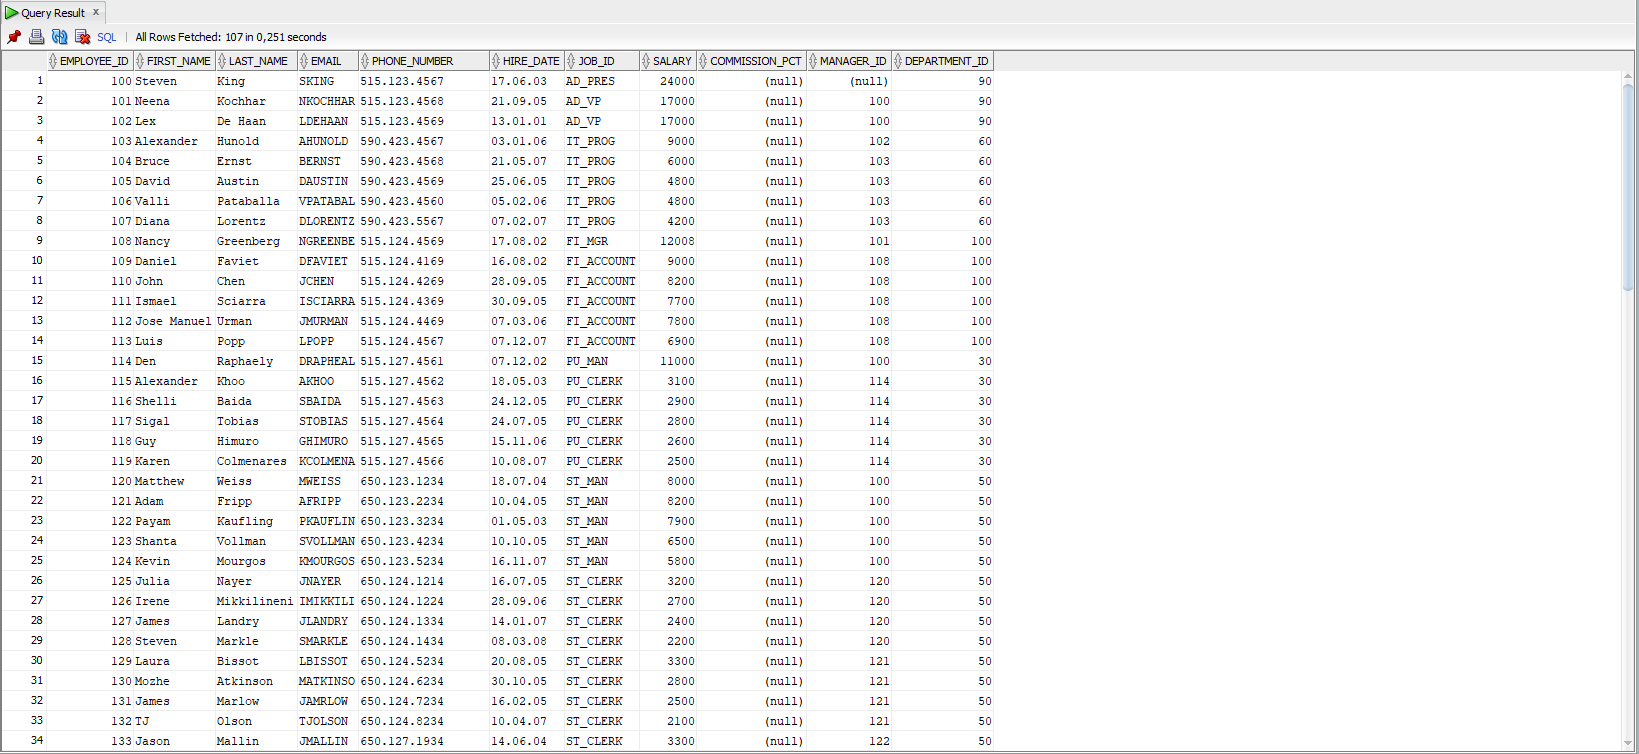 Query Result x
SQL | All Rows Fetched: 107 in 0,251 seconds
EMPLOYEE_ID FIRST_NAME LAST_NAME EMAIL PHONE_NUMBER HIRE_DATE JOB_ID SALARY COMMISSION_PCT MANAGER_ID DEPARTMENT_ID
1 100 Steven King SKING 515.123.4567 17.06.03 AD_PRES 24000 (null) (null) 90
2 101 Neena Kochhar NKOCHHAR 515.123.4568 21.09.05 AD_VP 17000 (null) 100 90
3 102 Lex De Haan LDEHAAN 515.123.4569 13.01.01 AD_VP 17000 (null) 100 90
4 103 Alexander Hunold AHUNOLD 590.423.4567 03.01.06 IT_PROG 9000 (null) 102 60
5 104 Bruce Ernst BERNST 590.423.4568 21.05.07 IT_PROG 6000 (null) 103 60
6 105 David Austin DAUSTIN 590.423.4569 25.06.05 IT_PROG 4800 (null) 103 60
7 106 Valli Pataballa VPATABAL 590.423.4560 05.02.06 IT_PROG 4800 (null) 103 60
8 107 Diana Lorentz DLORENTZ 590.423.5567 07.02.07 IT_PROG 4200 (null) 103 60
9 108 Nancy Greenberg NGREENBE 515.124.4569 17.08.02 FI_MGR 12008 (null) 101 100
10 109 Daniel Faviet DFAVIET 515.124.4169 16.08.02 FI_ACCOUNT 9000 (null) 108 100
11 110 John Chen JCHEN 515.124.4269 28.09.05 FI_ACCOUNT 8200 (null) 108 100
12 111 Ismael Sciarra ISCIARRA 515.124.4369 30.09.05 FI_ACCOUNT 7700 (null) 108 100
13 112 Jose Manuel Urman JMURMAN 515.124.4469 07.03.06 FI_ACCOUNT 7800 (null) 108 100
14 113 Luis Popp LPOPP 515.124.4567 07.12.07 FI_ACCOUNT 6900 (null) 108 100
15 114 Den Raphaely DRAPHEAL 515.127.4561 07.12.02 PU_MAN 11000 (null) 100 30
16 115 Alexander Khoo AKHOO 515.127.4562 18.05.03 PU_CLERK 3100 (null) 114 30
17 116 Shelli Baida SBAIDA 515.127.4563 24.12.05 PU_CLERK 2900 (null) 114 30
18 117 Sigal Tobias STOBIAS 515.127.4564 24.07.05 PU_CLERK 2800 (null) 114 30
19 118 Guy Himuro GHIMURO 515.127.4565 15.11.06 PU_CLERK 2600 (null) 114 30
20 119 Karen Colmenares KCOLMENA 515.127.4566 10.08.07 PU_CLERK 2500 (null) 114 30
21 120 Matthew Weiss MWEISS 650.123.1234 18.07.04 ST_MAN 8000 (null) 100 50
22 121 Adam Fripp AFRIPP 650.123.2234 10.04.05 ST_MAN 8200 (null) 100 50
23 122 Payam Kaufling PKAUFLIN 650.123.3234 01.05.03 ST_MAN 7900 (null) 100 50
24 123 Shanta Vollman SVOLLMAN 650.123.4234 10.10.05 ST_MAN 6500 (null) 100 50
25 124 Kevin Mourgos KMOURGOS 650.123.5234 16.11.07 ST_MAN 5800 (null) 100 50
26 125 Julia Nayer JNAYER 650.124.1214 16.07.05 ST_CLERK 3200 (null) 120 50
27 126 Irene Mikkilineni IMIKKILI 650.124.1224 28.09.06 ST_CLERK 2700 (null) 120 50
28 127 James Landry JLANDRY 650.124.1334 14.01.07 ST_CLERK 2400 (null) 120 50
29 128 Steven Markle SMARKLE 650.124.1434 08.03.08 ST_CLERK 2200 (null) 120 50
30 129 Laura Bissot LBISSOT 650.124.5234 20.08.05 ST_CLERK 3300 (null) 121 50
31 130 Mozhe Atkinson MATKINSO 650.124.6234 30.10.05 ST_CLERK 2800 (null) 121 50
32 131 James Marlow JAMRLOW 650.124.7234 16.02.05 ST_CLERK 2500 (null) 121 50
33 132 TJ Olson TJOLSON 650.124.8234 10.04.07 ST_CLERK 2100 (null) 121 50
34 133 Jason Mallin JMALLIN 650.127.1934 14.06.04 ST_CLERK 3300 (null) 122 50